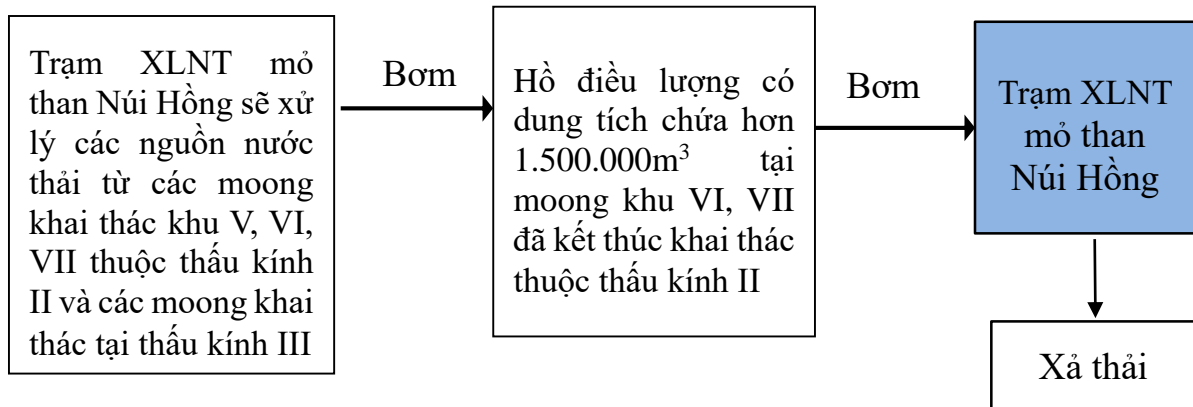 Trạm XLNT mỏ
than Núi Hồng sẽ xử
lý các nguồn nước
thải từ các moong
khai thác khu V, VI,
VII thuộc thấu kính
II và các moong khai
thác tại thấu kính III
Bơm
Hồ điều lượng có
dung tích chứa hơn
1.500.000m³ tại
moong khu VI, VII
đã kết thúc khai thác
thuộc thấu kính II
Bơm
Trạm XLNT
mỏ than
Núi Hồng
Xả thải